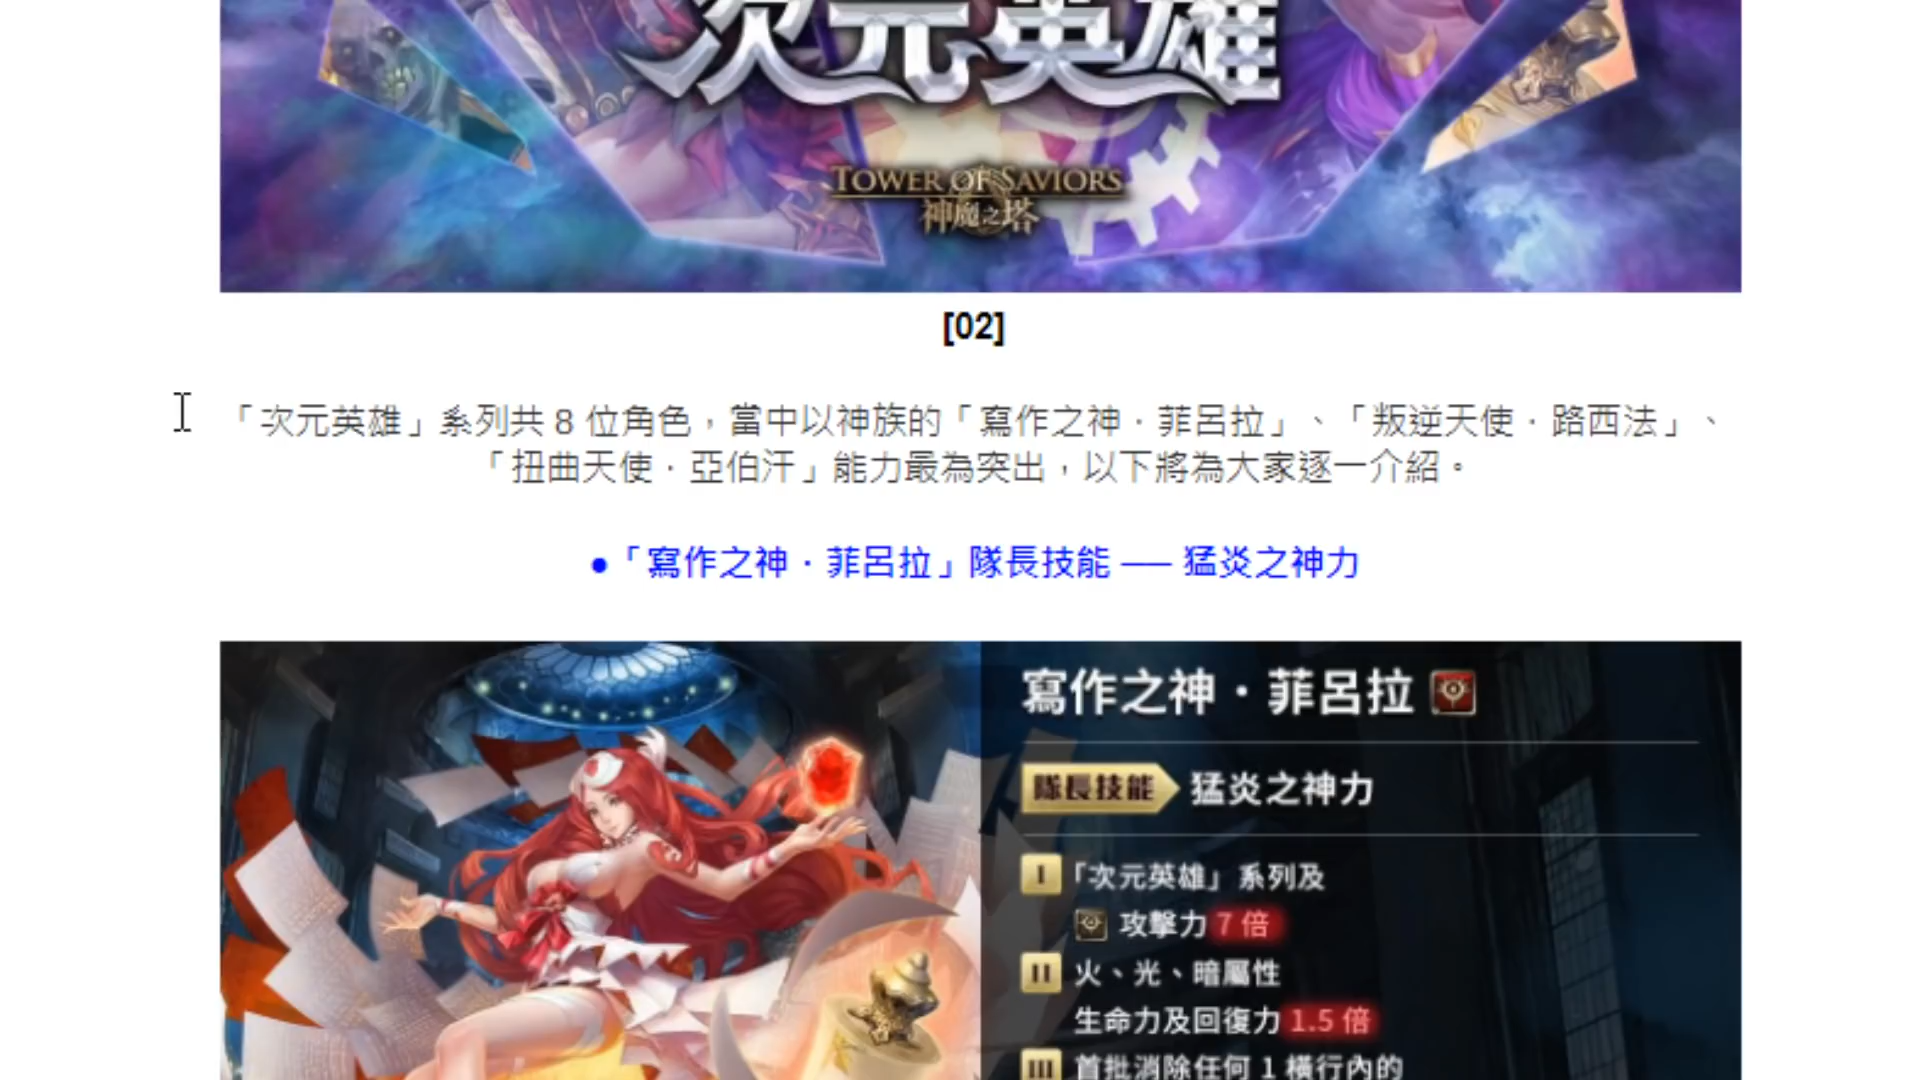 次元英雄
TOWER OF SAVIORS
神魔之塔
[02]
「次元英雄」系列共 8 位角色，當中以神族的「寫作之神．菲呂拉」、「叛逆天使．路西法」、
「扭曲天使．亞伯汗」能力最為突出，以下將為大家逐一介紹。
●「寫作之神．菲呂拉」隊長技能 —— 猛炎之神力
寫作之神．菲呂拉
隊長技能 猛炎之神力
I 「次元英雄」系列及
攻擊力 7 倍
II 火、光、暗屬性
生命力及回復力 1.5 倍
III 首批消除任何 1 橫行內的